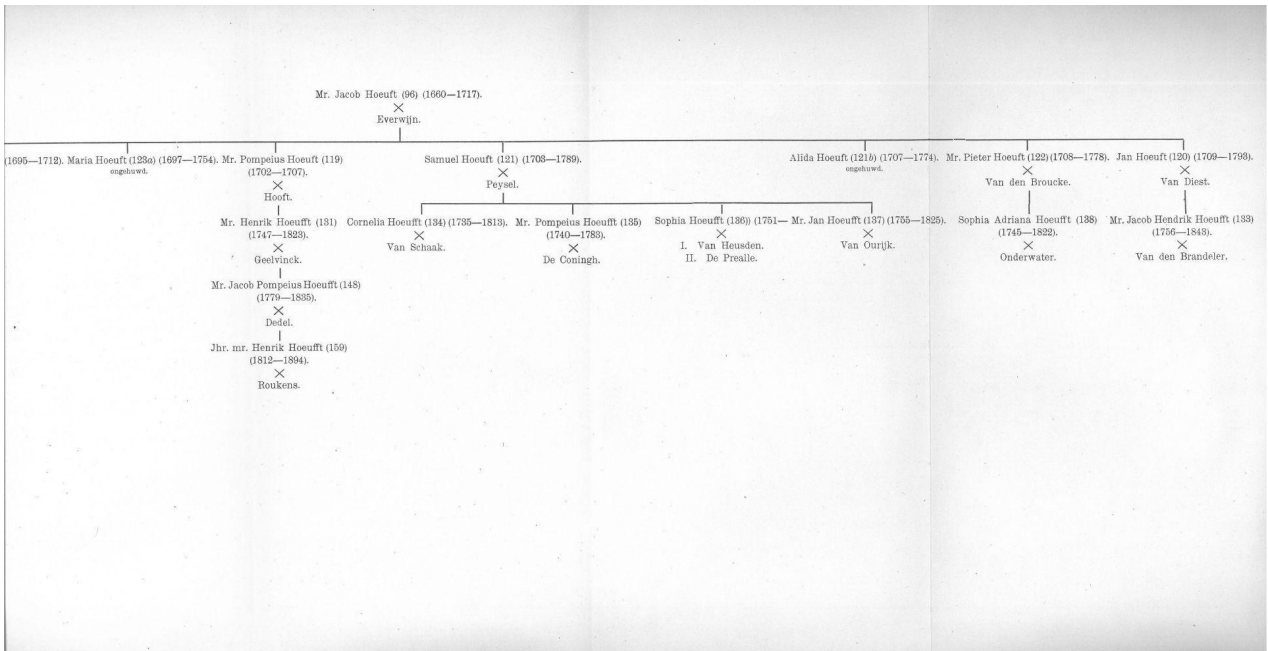 Mr. Jacob Hoeuft (96) (1660—1717).
×
Everwijn.
(1695—1712). Maria Hoeuft (123a) (1697—1754). Mr. Pompeius Hoeuft (119) Samuel Hoeuft (121) (1703—1789). Alida Hoeuft (121b) (1707—1774). Mr. Pieter Hoeuft (122) (1708—1778). Jan Hoeuft (120) (1709—1793).
ongehuwd. (1702—1707). × ongehuwd. × ×
× Peysel. Van den Broucke. Van Diest.
Hooft.
Mr. Henrik Hoeufft (131) Cornelia Hoeufft (134) (1735—1813). Mr. Pompeius Hoeufft (135) Sophia Hoeufft (136)) (1751— Mr. Jan Hoeufft (137) (1755—1825). Sophia Adriana Hoeufft (138) Mr. Jacob Hendrik Hoeufft (133)
(1747—1823). × (1740—1783). × × (1745—1822). (1756—1843).
× Van Schaak. × I. Van Heusden. Van Ourijk. × ×
Geelvinck. De Coningh. II. De Prealle. Onderwater. Van den Brandeler.
Mr. Jacob Pompeius Hoeufft (148)
(1779—1835).
×
Dedel.
Jhr. mr. Henrik Hoeufft (159)
(1812—1894).
×
Roukens.